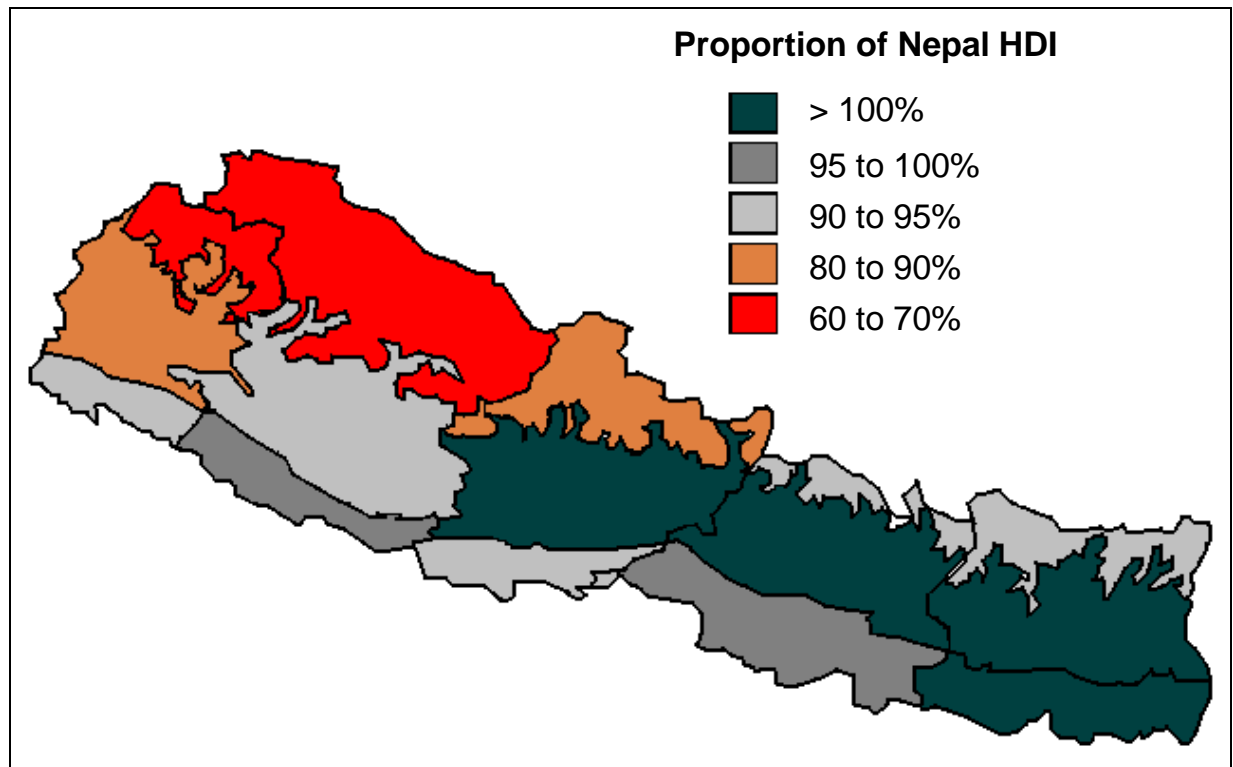 Proportion of Nepal HDI
> 100%
95 to 100%
90 to 95%
80 to 90%
60 to 70%